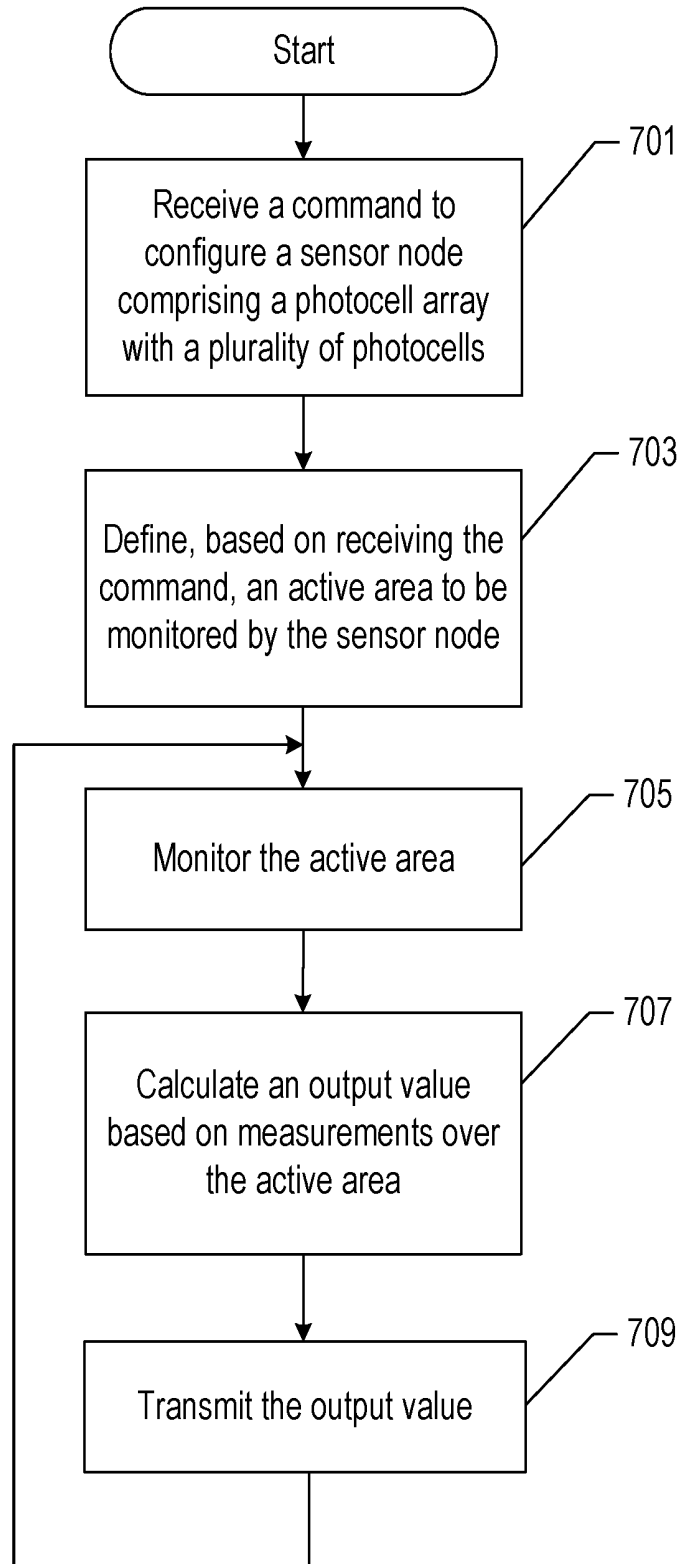 Start
701
Receive a command to
configure a sensor node
comprising a photocell array
with a plurality of photocells
703
Define, based on receiving the
command, an active area to be
monitored by the sensor node
705
Monitor the active area
707
Calculate an output value
based on measurements over
the active area
709
Transmit the output value